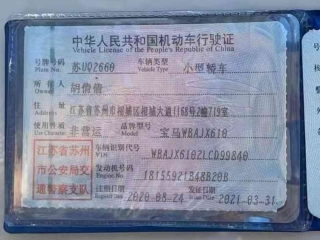 中华人民共和国机动车行驶证
Vehicle License of the People's Republic of China
号牌号码 苏UQ2660 车辆类型 小型轿车
Plate No. Vehicle Type
所有人 胡倩倩
Owner
住址 江苏省苏州市相城区相城大道1168号2幢719室
Address
使用性质 非营运 品牌型号 宝马WBAJX610
Use Character Model
江苏省苏州
市公安局交
通警察支队
车辆识别代号 WBAJX6102LCD99840
VIN
发动机号码 18155921B48B20B
Engine No.
注册日期 2020-08-24 发证日期 2021-03-31
Register Date Issue Date